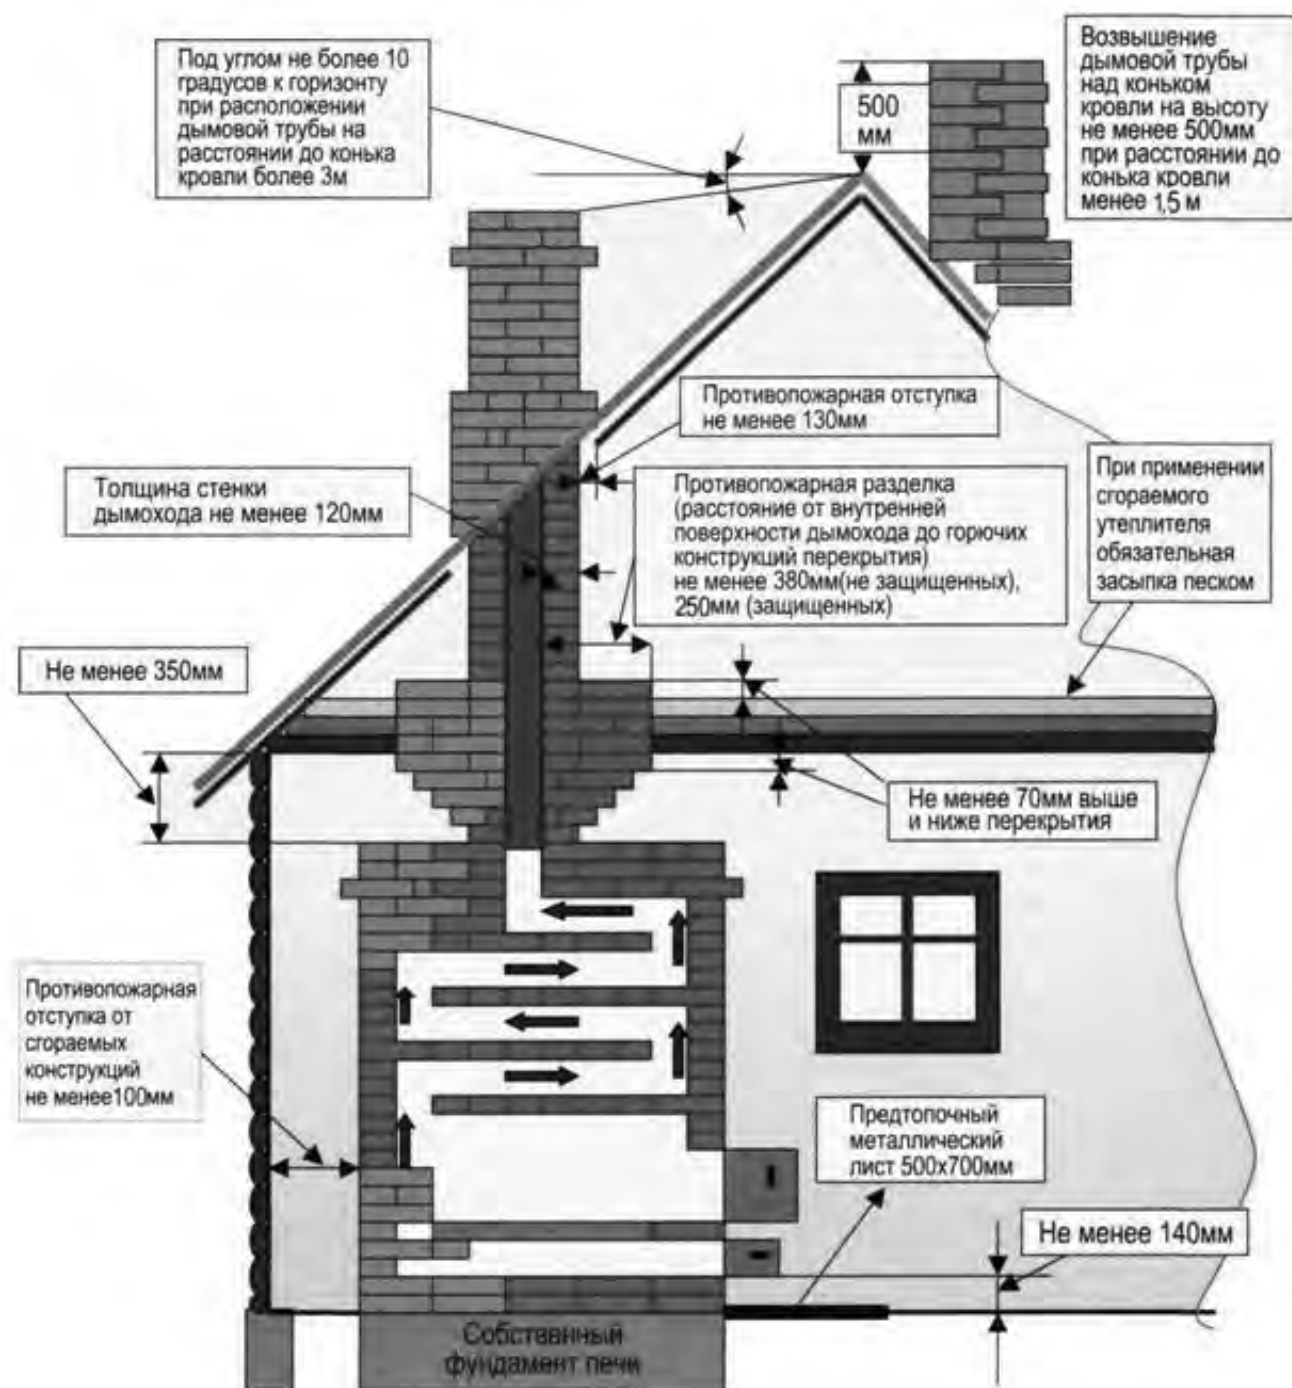 Под углом не более 10
градусов к горизонту
при расположении
дымовой трубы на
расстоянии до конька
кровли более 3м
500
мм
Возвышение
дымовой трубы
над коньком
кровли на высоту
не менее 500мм
при расстоянии до
конька кровли
менее 1,5 м
Противопожарная отступка
не менее 130мм
Толщина стенки
дымохода не менее 120мм
Противопожарная разделка
(расстояние от внутренней
поверхности дымохода до горючих
конструкций перекрытия)
не менее 380мм(не защищенных),
250мм (защищенных)
При применении
сгораемого
утеплителя
обязательная
засыпка песком
Не менее 350мм
Не менее 70мм выше
и ниже перекрытия
Противопожарная
отступка от
сгораемых
конструкций
не менее100мм
Предтопочный
металлический
лист 500х700мм
Не менее 140мм
Собставнный
фундамент печи